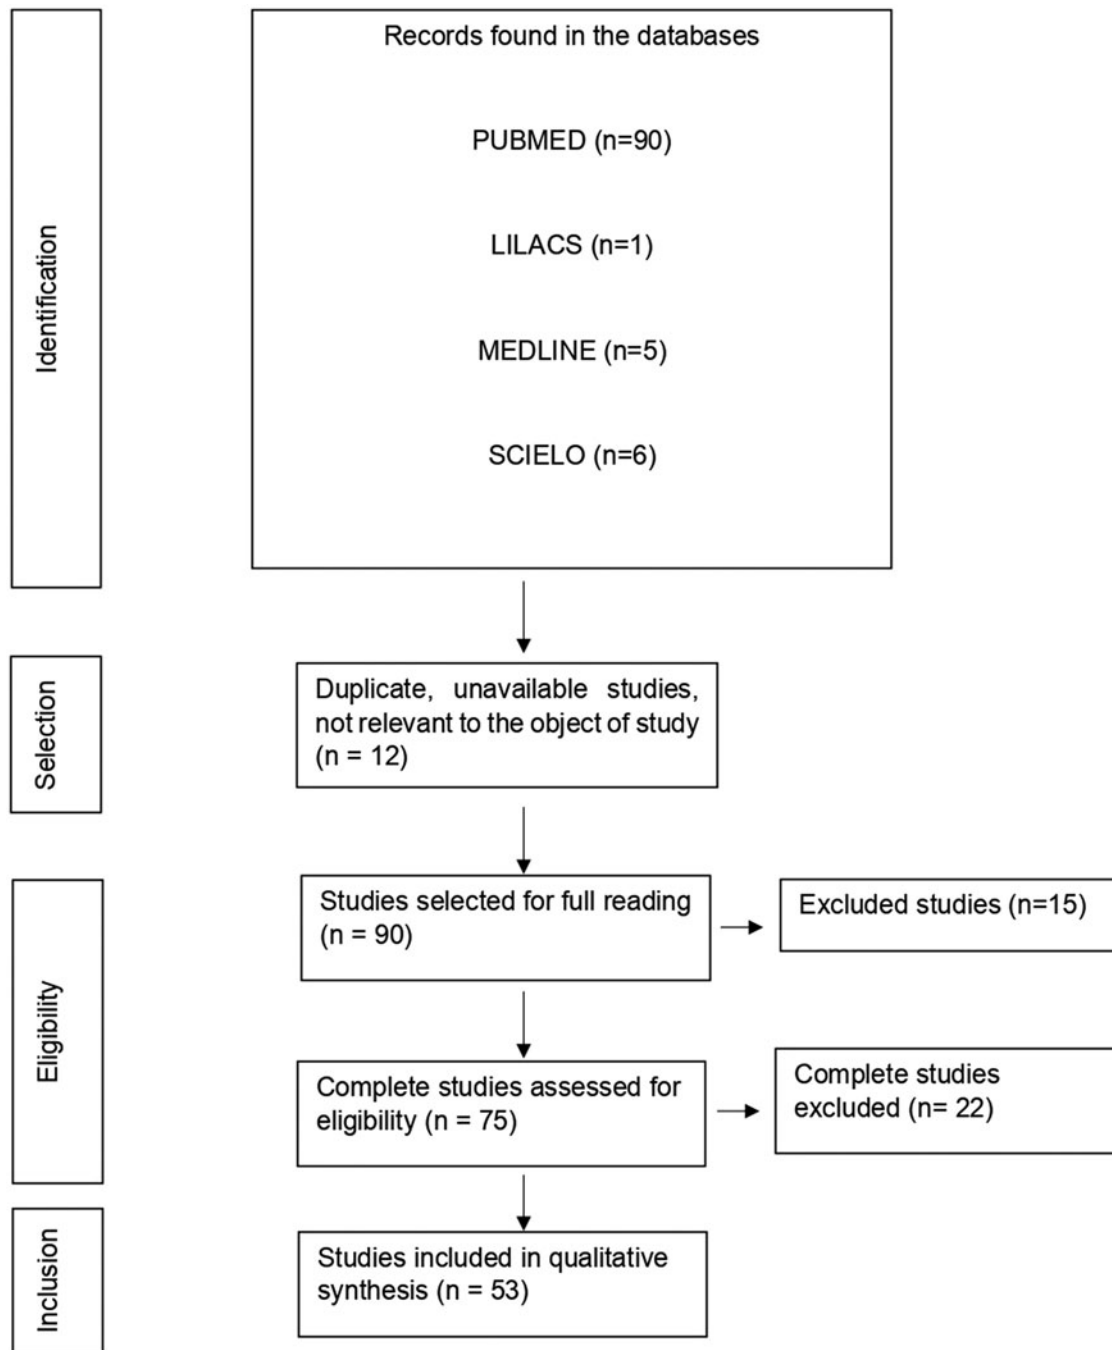 Identification
Records found in the databases
PUBMED (n=90)
LILACS (n=1)
MEDLINE (n=5)
SCIELO (n=6)
Selection
Duplicate, unavailable studies,
not relevant to the object of study
(n = 12)
Eligibility
Studies selected for full reading
(n = 90)
Excluded studies (n=15)
Complete studies assessed for
eligibility (n = 75)
Complete studies
excluded (n= 22)
Inclusion
Studies included in qualitative
synthesis (n = 53)